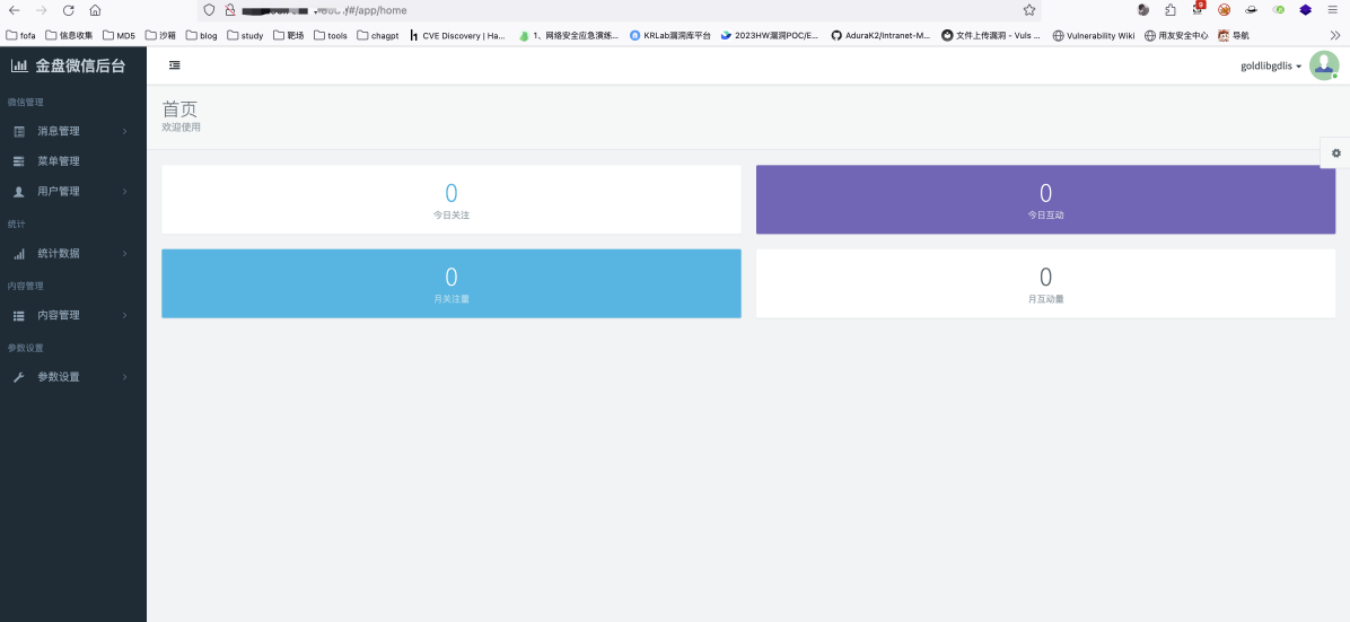 /#/app/home
fofa 信息收集 MD5 沙箱 blog study 靶场 tools chagpt CVE Discovery | Ha... 1、网络安全应急演练... KRLab漏洞库平台 2023HW漏洞POC/E... AduraK2/Intranet-M... 文件上传漏洞 - Vuls ... Vulnerability Wiki 用友安全中心 导航
金盘微信后台
goldlibgdlis
微信管理
消息管理
菜单管理
用户管理
统计
统计数据
内容管理
内容管理
参数设置
参数设置
首页
欢迎使用
0
今日关注
0
今日互动
0
月关注量
0
月互动量
9